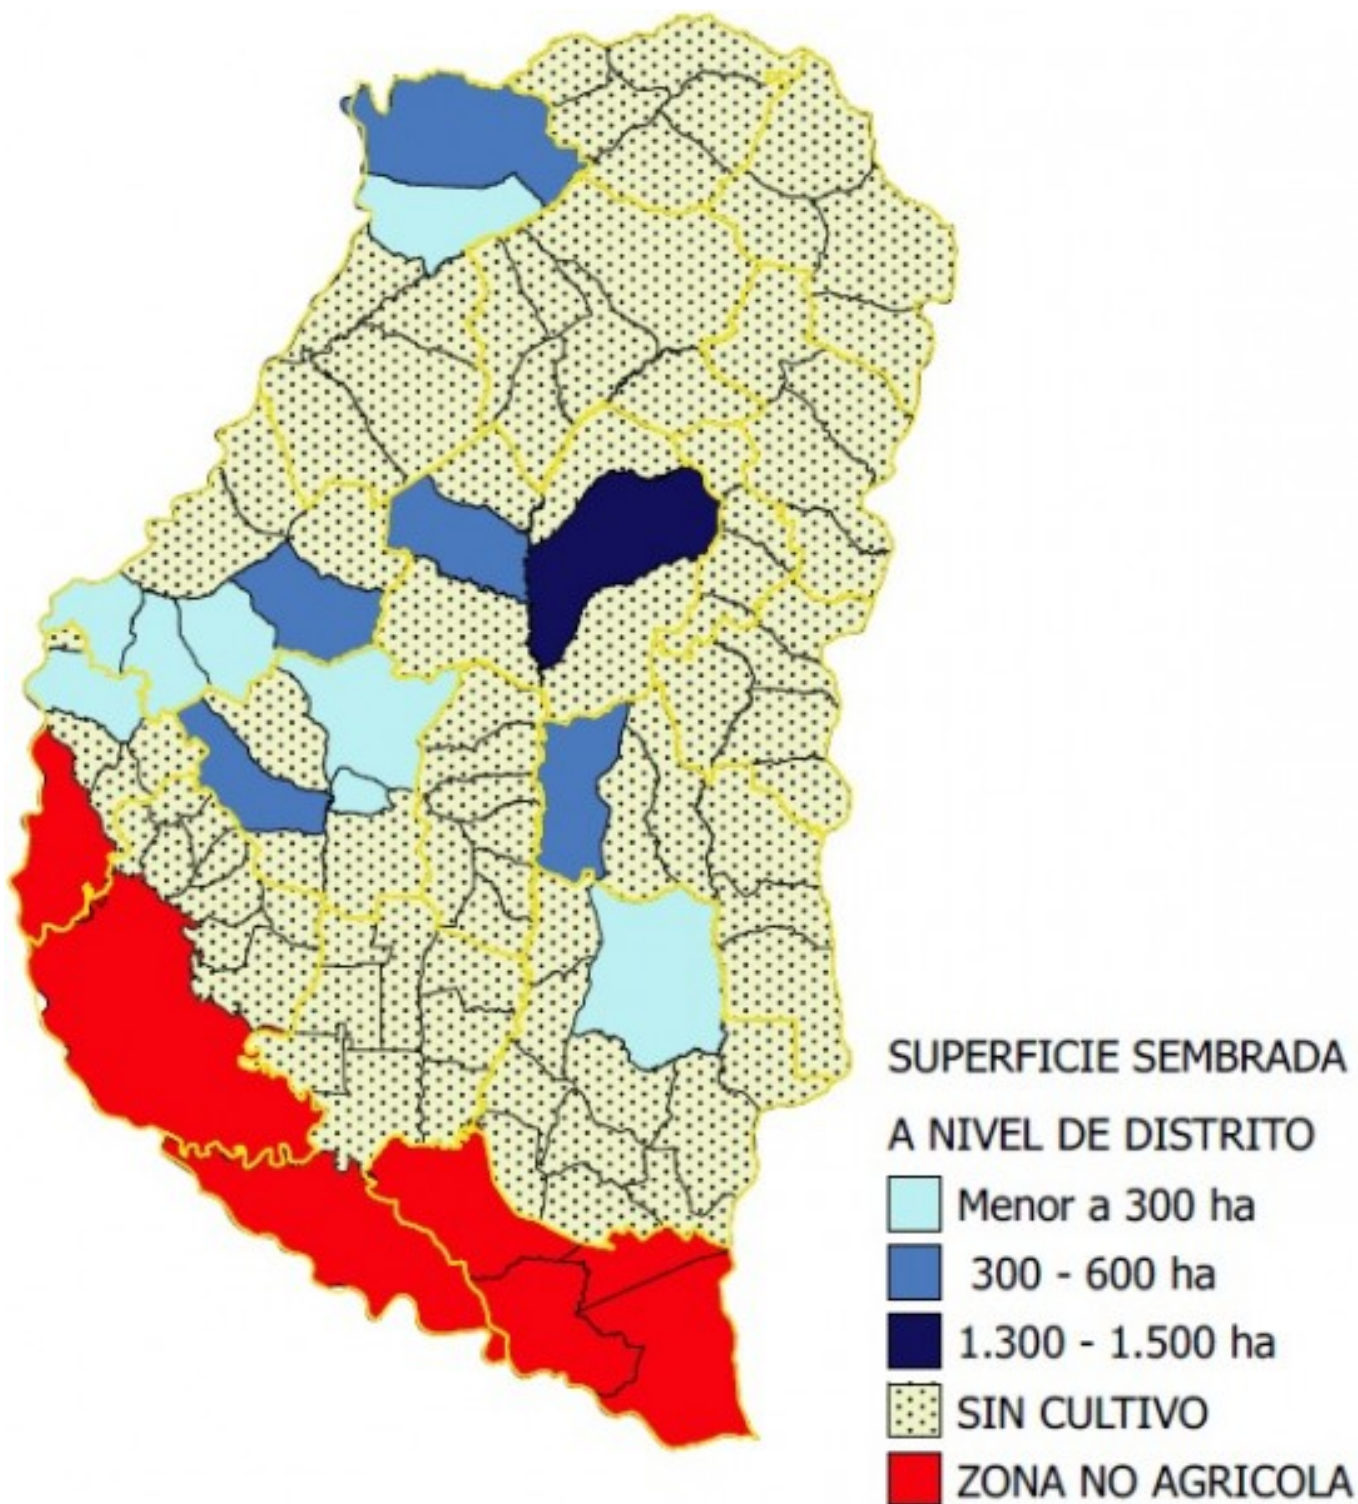 SUPERFICIE SEMBRADA
A NIVEL DE DISTRITO
Menor a 300 ha
300 - 600 ha
1.300 - 1.500 ha
SIN CULTIVO
ZONA NO AGRICOLA